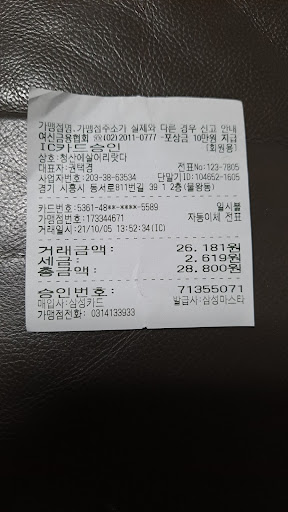 가맹점명.가맹점주소가 실제와 다른 경우 신고 안내
여신금융협회 ☎(02)2011-0777 -포상금 10만원 지급
IC카드승인 [회원용]
상호:청산에살어리랏다
대표자:권택경 전표No:123-7805
사업자번호:203-38-63534 단말기ID:104652-1605
경기 시흥시 동서로811번길 39 1 2층(물왕동)
카드번호:5361-48**-****-5589 일시불
가맹점번호:173344671 자동이체 전표
거래일시:21/10/05 13:52:34(IC)
거래금액: 26.181원
세금: 2.619원
총금액: 28.800원
승인번호: 71355071
매입사:삼성카드 발급사:삼성마스타
가맹점전화: 0314133933